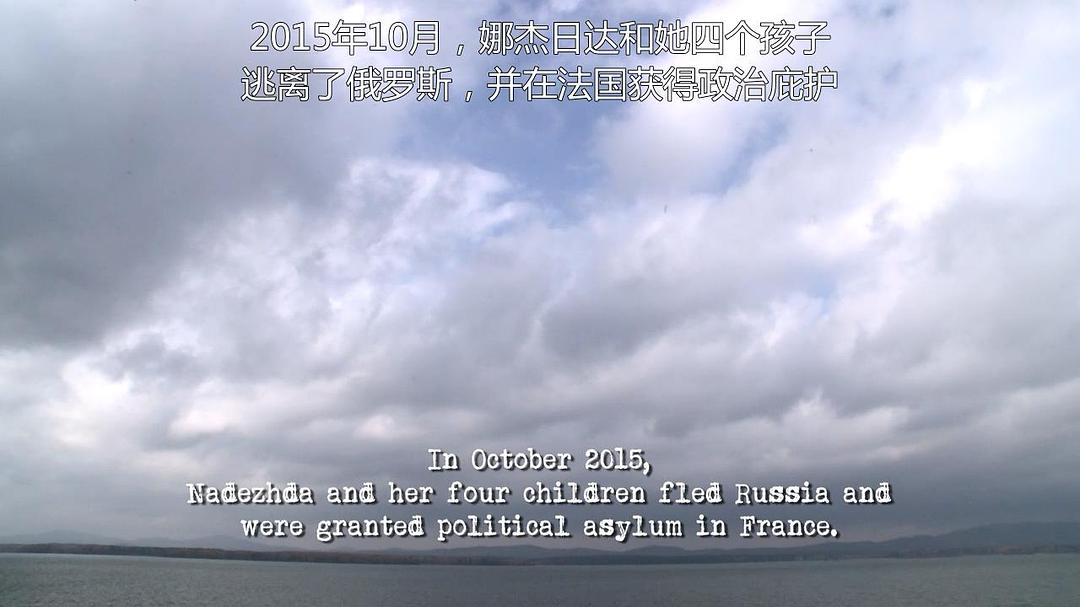 2015年10月，娜杰日达和她四个孩子
逃离了俄罗斯，并在法国获得政治庇护
In October 2015,
Nadezhda and her four children fled Russia and
were granted political asylum in France.